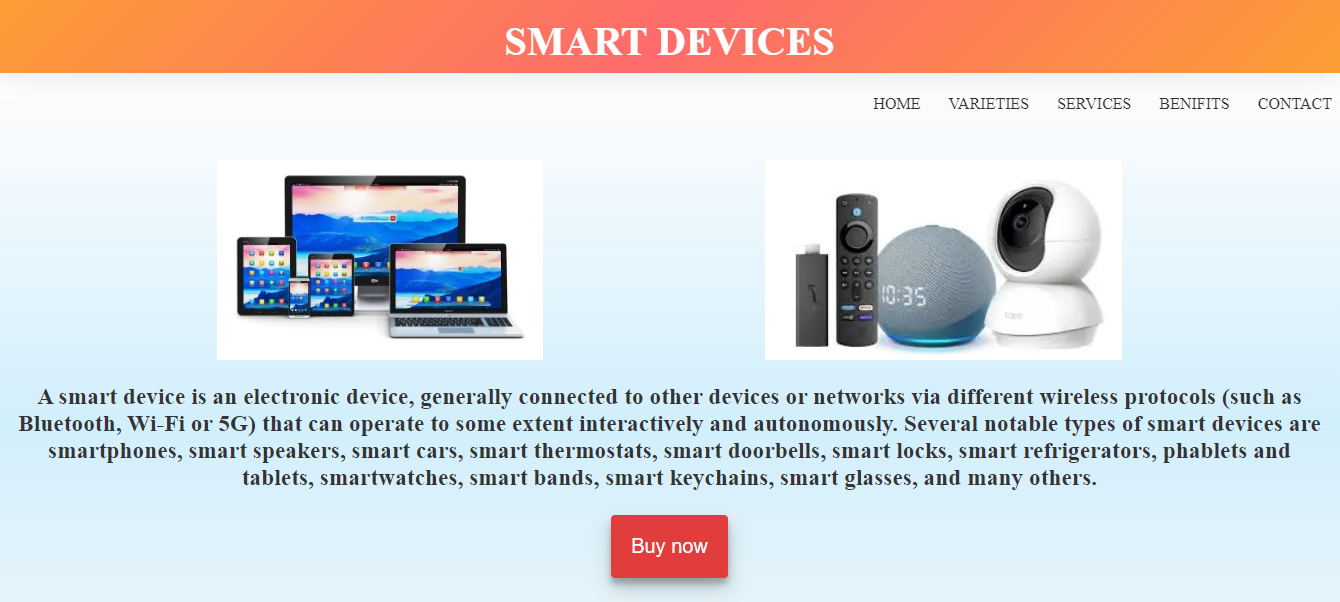 SMART DEVICES
HOME VARIETIES SERVICES BENIFITS CONTACT
10:35
tapo
A smart device is an electronic device, generally connected to other devices or networks via different wireless protocols (such as
Bluetooth, Wi-Fi or 5G) that can operate to some extent interactively and autonomously. Several notable types of smart devices are
smartphones, smart speakers, smart cars, smart thermostats, smart doorbells, smart locks, smart refrigerators, phablets and
tablets, smartwatches, smart bands, smart keychains, smart glasses, and many others.
Buy now